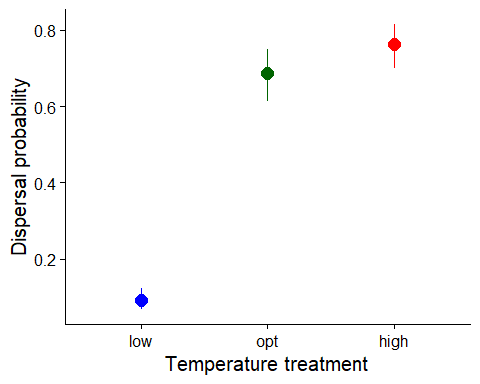 Dispersal probability
0.8
0.6
0.4
0.2
low opt high
Temperature treatment